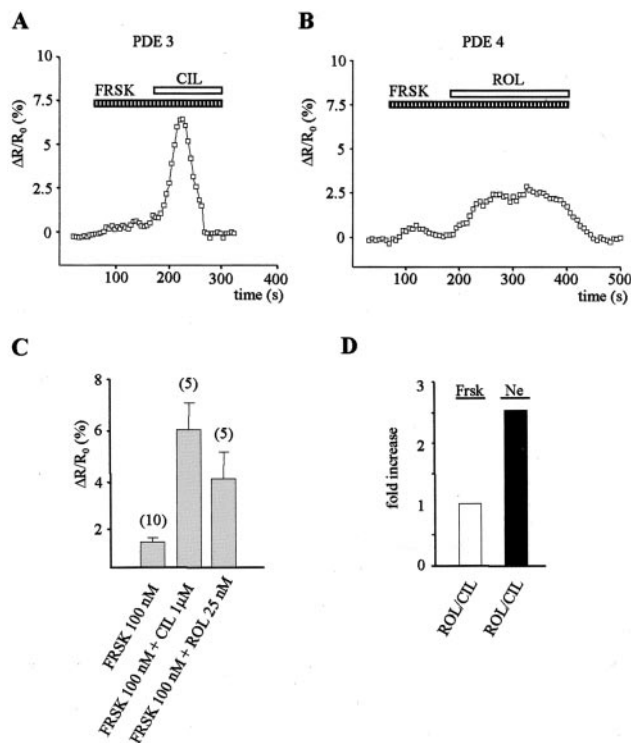 A
PDE 3
CIL
FRSK
ΔR/R0 (%)
7.5
5
2.5
0
100 200 300 400
time (s)
B
PDE 4
ROL
FRSK
ΔR/R0 (%)
7.5
5
2.5
0
100 200 300 400 500
time (s)
C
ΔR/R0 (%)
8
6
4
2
(10)
(5)
(5)
FRSK 100 nM
FRSK 100 nM + CIL 1μM
FRSK 100 nM + ROL 25 nM
D
fold increase
3
2
1
0
Frsk
Ne
ROL/CIL
ROL/CIL